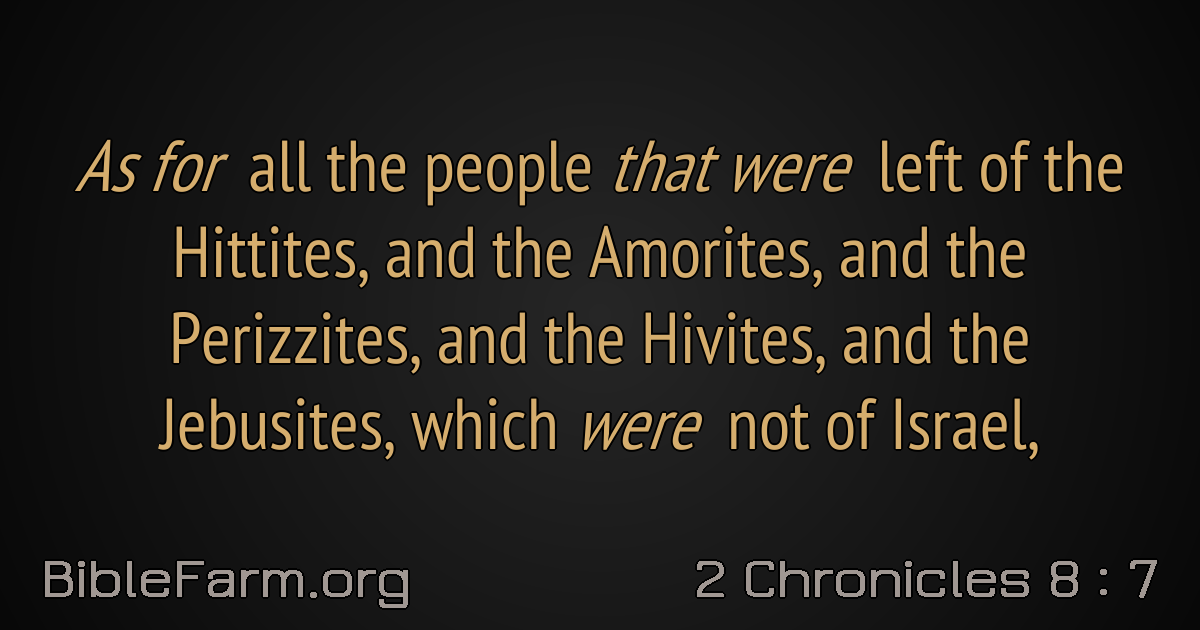 As for all the people that were left of the
Hittites, and the Amorites, and the
Perizzites, and the Hivites, and the
Jebusites, which were not of Israel,
BibleFarm.org
2 Chronicles 8 : 7